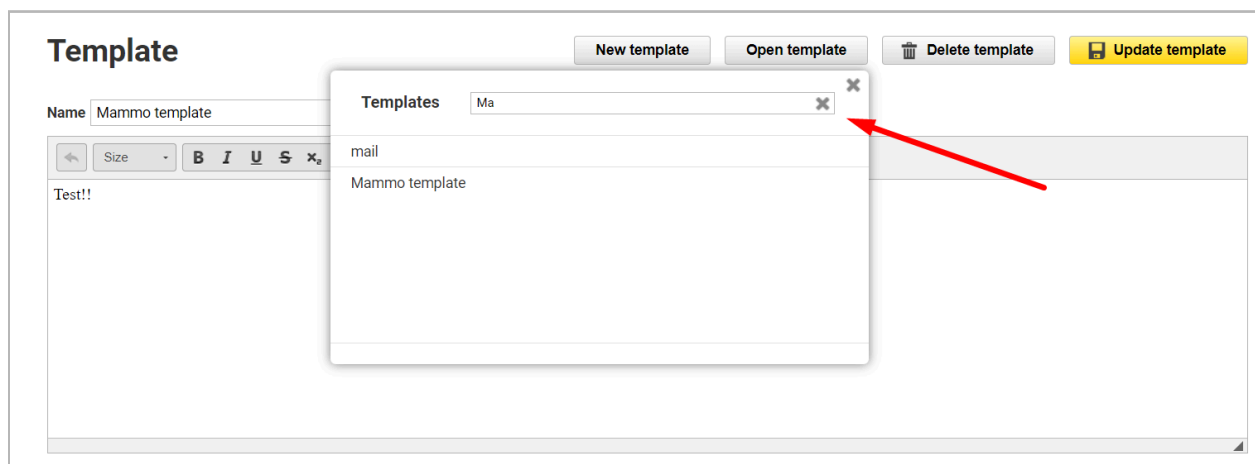 Template
New template
Open template
Delete template
Update template
Templates
Ma
Name
Mammo template
Size
B I U S x₂
mail
Mammo template
Test!!